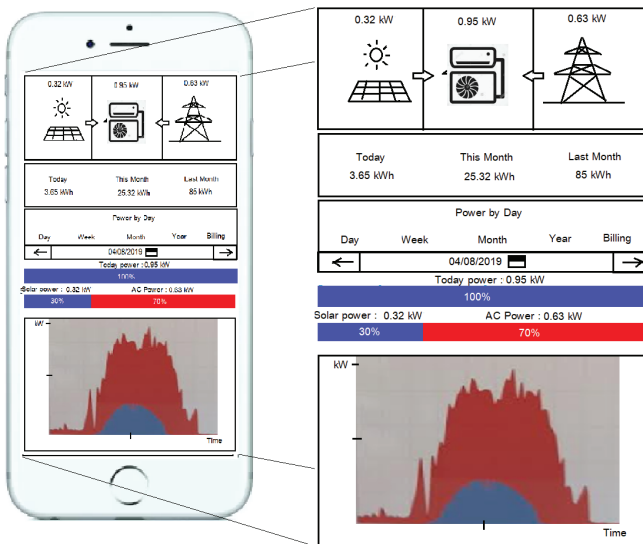 0.32 kW 0.95 kW 0.63 kW
Today This Month Last Month
3.65 kWh 25.32 kWh 85 kWh
Power by Day
Day Week Month Year Billing
04/08/2019
Today power : 0.95 kW
100%
Solar power : 0.32 kW AC Power : 0.63 kW
30% 70%
kW
Time
0.32 kW 0.95 kW 0.63 kW
Today This Month Last Month
3.65 kWh 25.32 kWh 85 kWh
Power by Day
Day Week Month Year Billing
04/08/2019
Today power : 0.95 kW
100%
Solar power : 0.32 kW AC Power : 0.63 kW
30% 70%
kW
Time